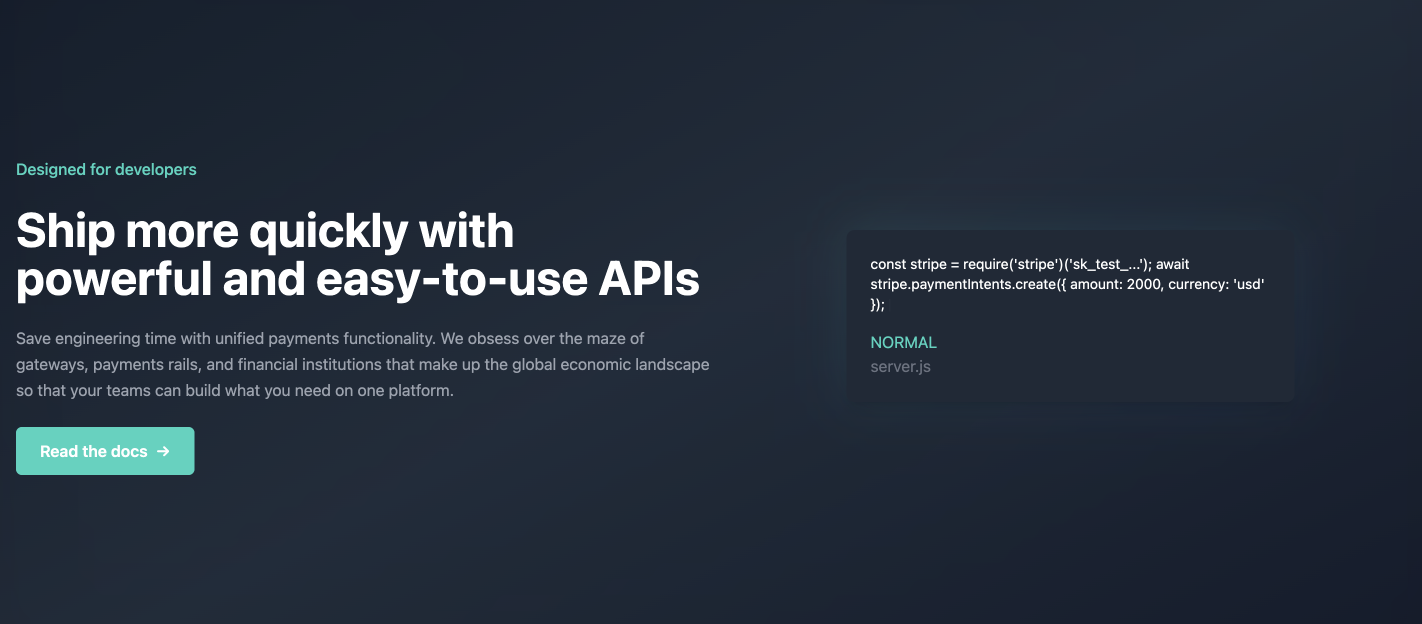 Designed for developers
Ship more quickly with
powerful and easy-to-use APIs
Save engineering time with unified payments functionality. We obsess over the maze of
gateways, payments rails, and financial institutions that make up the global economic landscape
so that your teams can build what you need on one platform.
Read the docs →
const stripe = require('stripe')('sk_test_...'); await
stripe.paymentIntents.create({ amount: 2000, currency: 'usd'
});
NORMAL
server.js